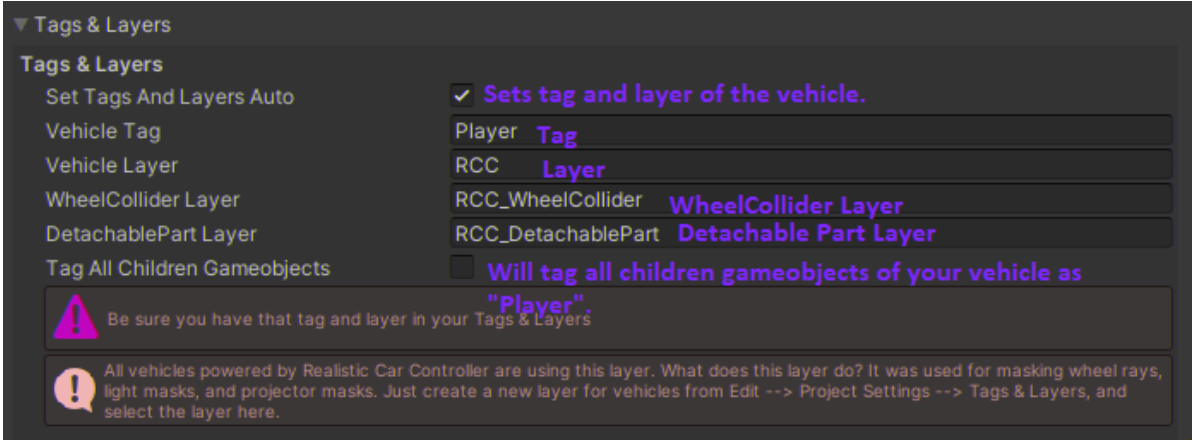 Tags & Layers
Tags & Layers
Set Tags And Layers Auto Sets tag and layer of the vehicle.
Vehicle Tag Player Tag
Vehicle Layer RCC Layer
WheelCollider Layer RCC_WheelCollider WheelCollider Layer
DetachablePart Layer RCC_DetachablePart Detachable Part Layer
Tag All Children Gameobjects Will tag all children gameobjects of your vehicle as
"Player".
Be sure you have that tag and layer in your Tags & Layers
All vehicles powered by Realistic Car Controller are using this layer. What does this layer do? It was used for masking wheel rays,
light masks, and projector masks. Just create a new layer for vehicles from Edit --> Project Settings --> Tags & Layers, and
select the layer here.